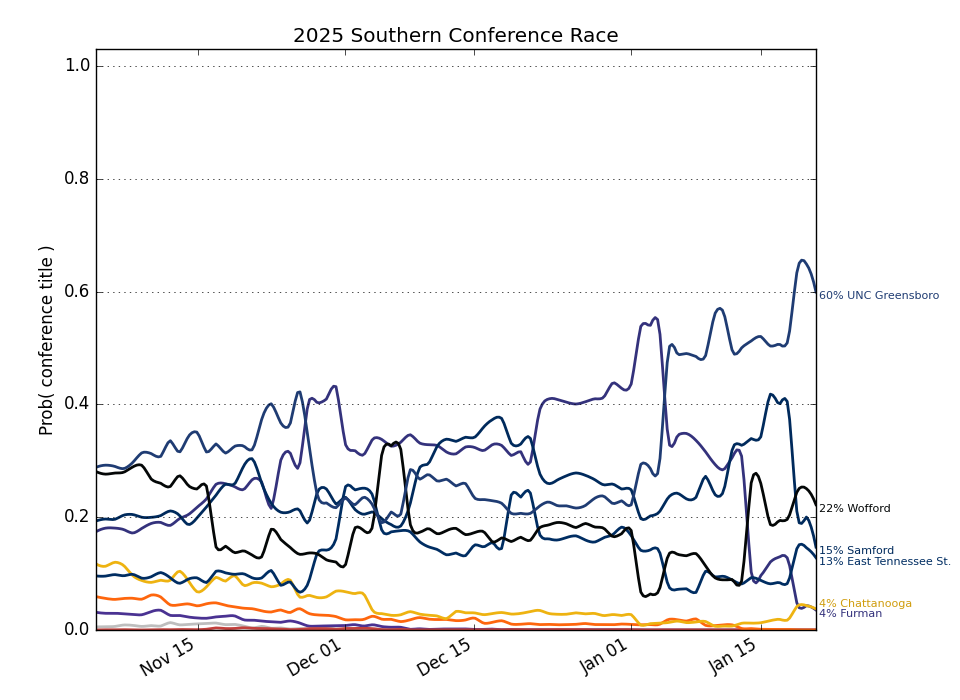 2025 Southern Conference Race
Prob( conference title )
1.0
0.8
0.6
0.4
0.2
0.0
60% UNC Greensboro
22% Wofford
15% Samford
13% East Tennessee St.
4% Chattanooga
4% Furman
Nov 15
Dec 01
Dec 15
Jan 01
Jan 15